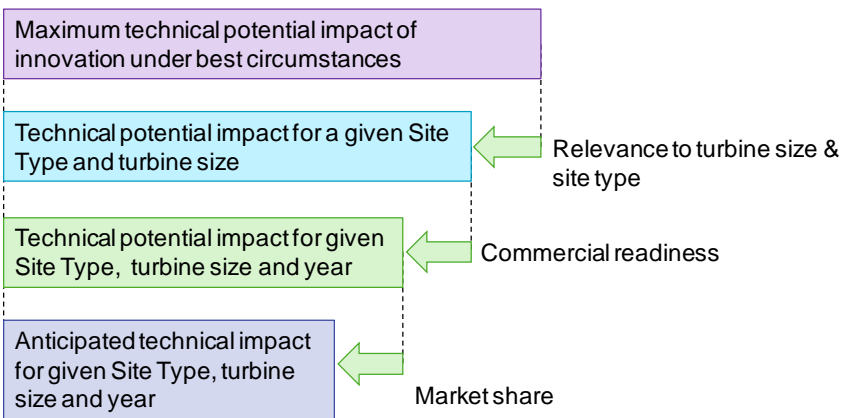 Maximum technical potential impact of
innovation under best circumstances
Technical potential impact for a given Site
Type and turbine size
Relevance to turbine size &
site type
Technical potential impact for given
Site Type, turbine size and year
Commercial readiness
Anticipated technical impact
for given Site Type, turbine
size and year
Market share